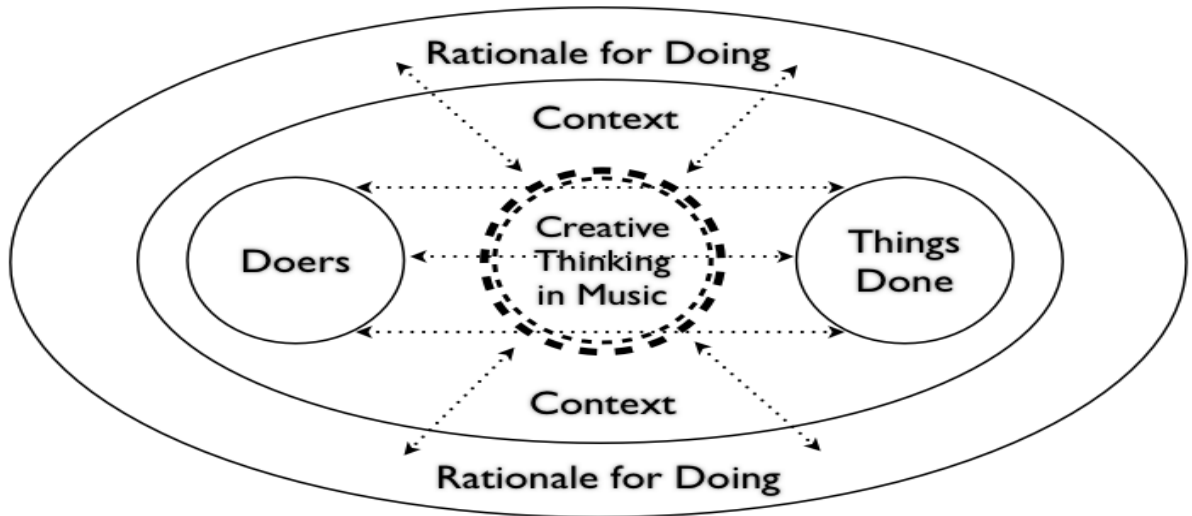 Rationale for Doing
Context
Doers
Creative
Thinking
in Music
Things
Done
Context
Rationale for Doing